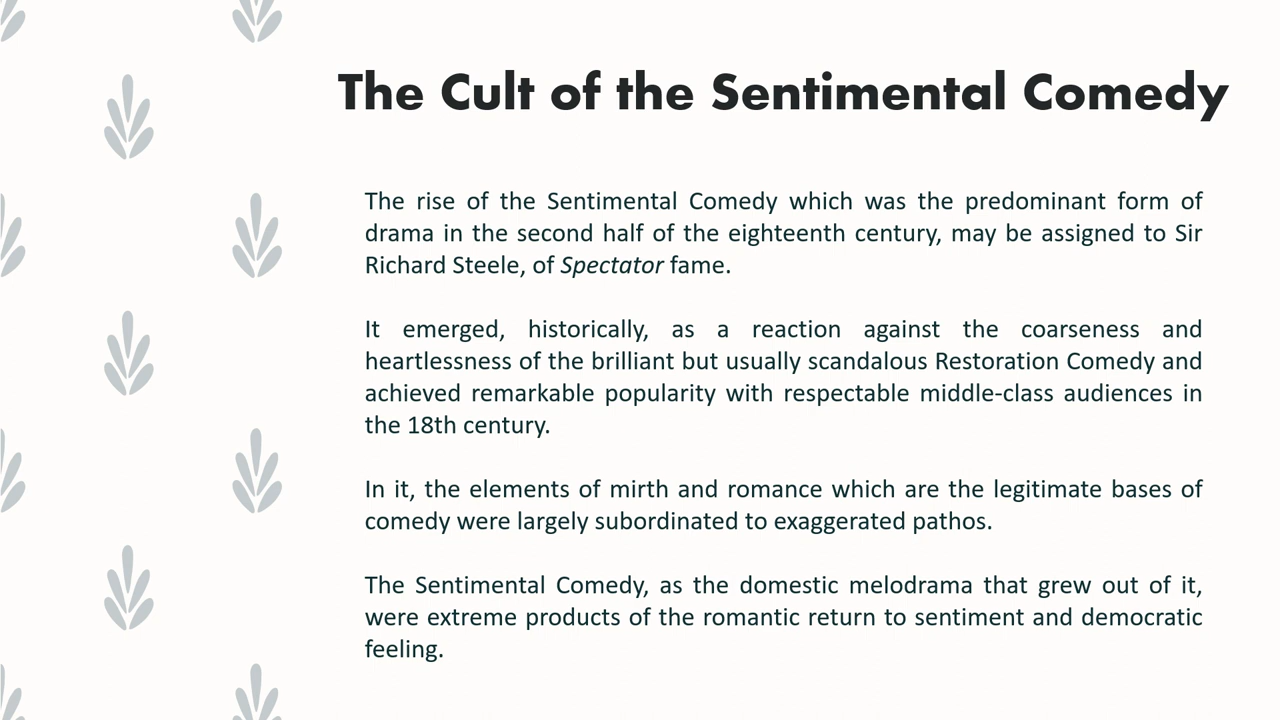 The Cult of the Sentimental Comedy
The rise of the Sentimental Comedy which was the predominant form of
drama in the second half of the eighteenth century, may be assigned to Sir
Richard Steele, of Spectator fame.
It emerged, historically, as a reaction against the coarseness and
heartlessness of the brilliant but usually scandalous Restoration Comedy and
achieved remarkable popularity with respectable middle-class audiences in
the 18th century.
In it, the elements of mirth and romance which are the legitimate bases of
comedy were largely subordinated to exaggerated pathos.
The Sentimental Comedy, as the domestic melodrama that grew out of it,
were extreme products of the romantic return to sentiment and democratic
feeling.